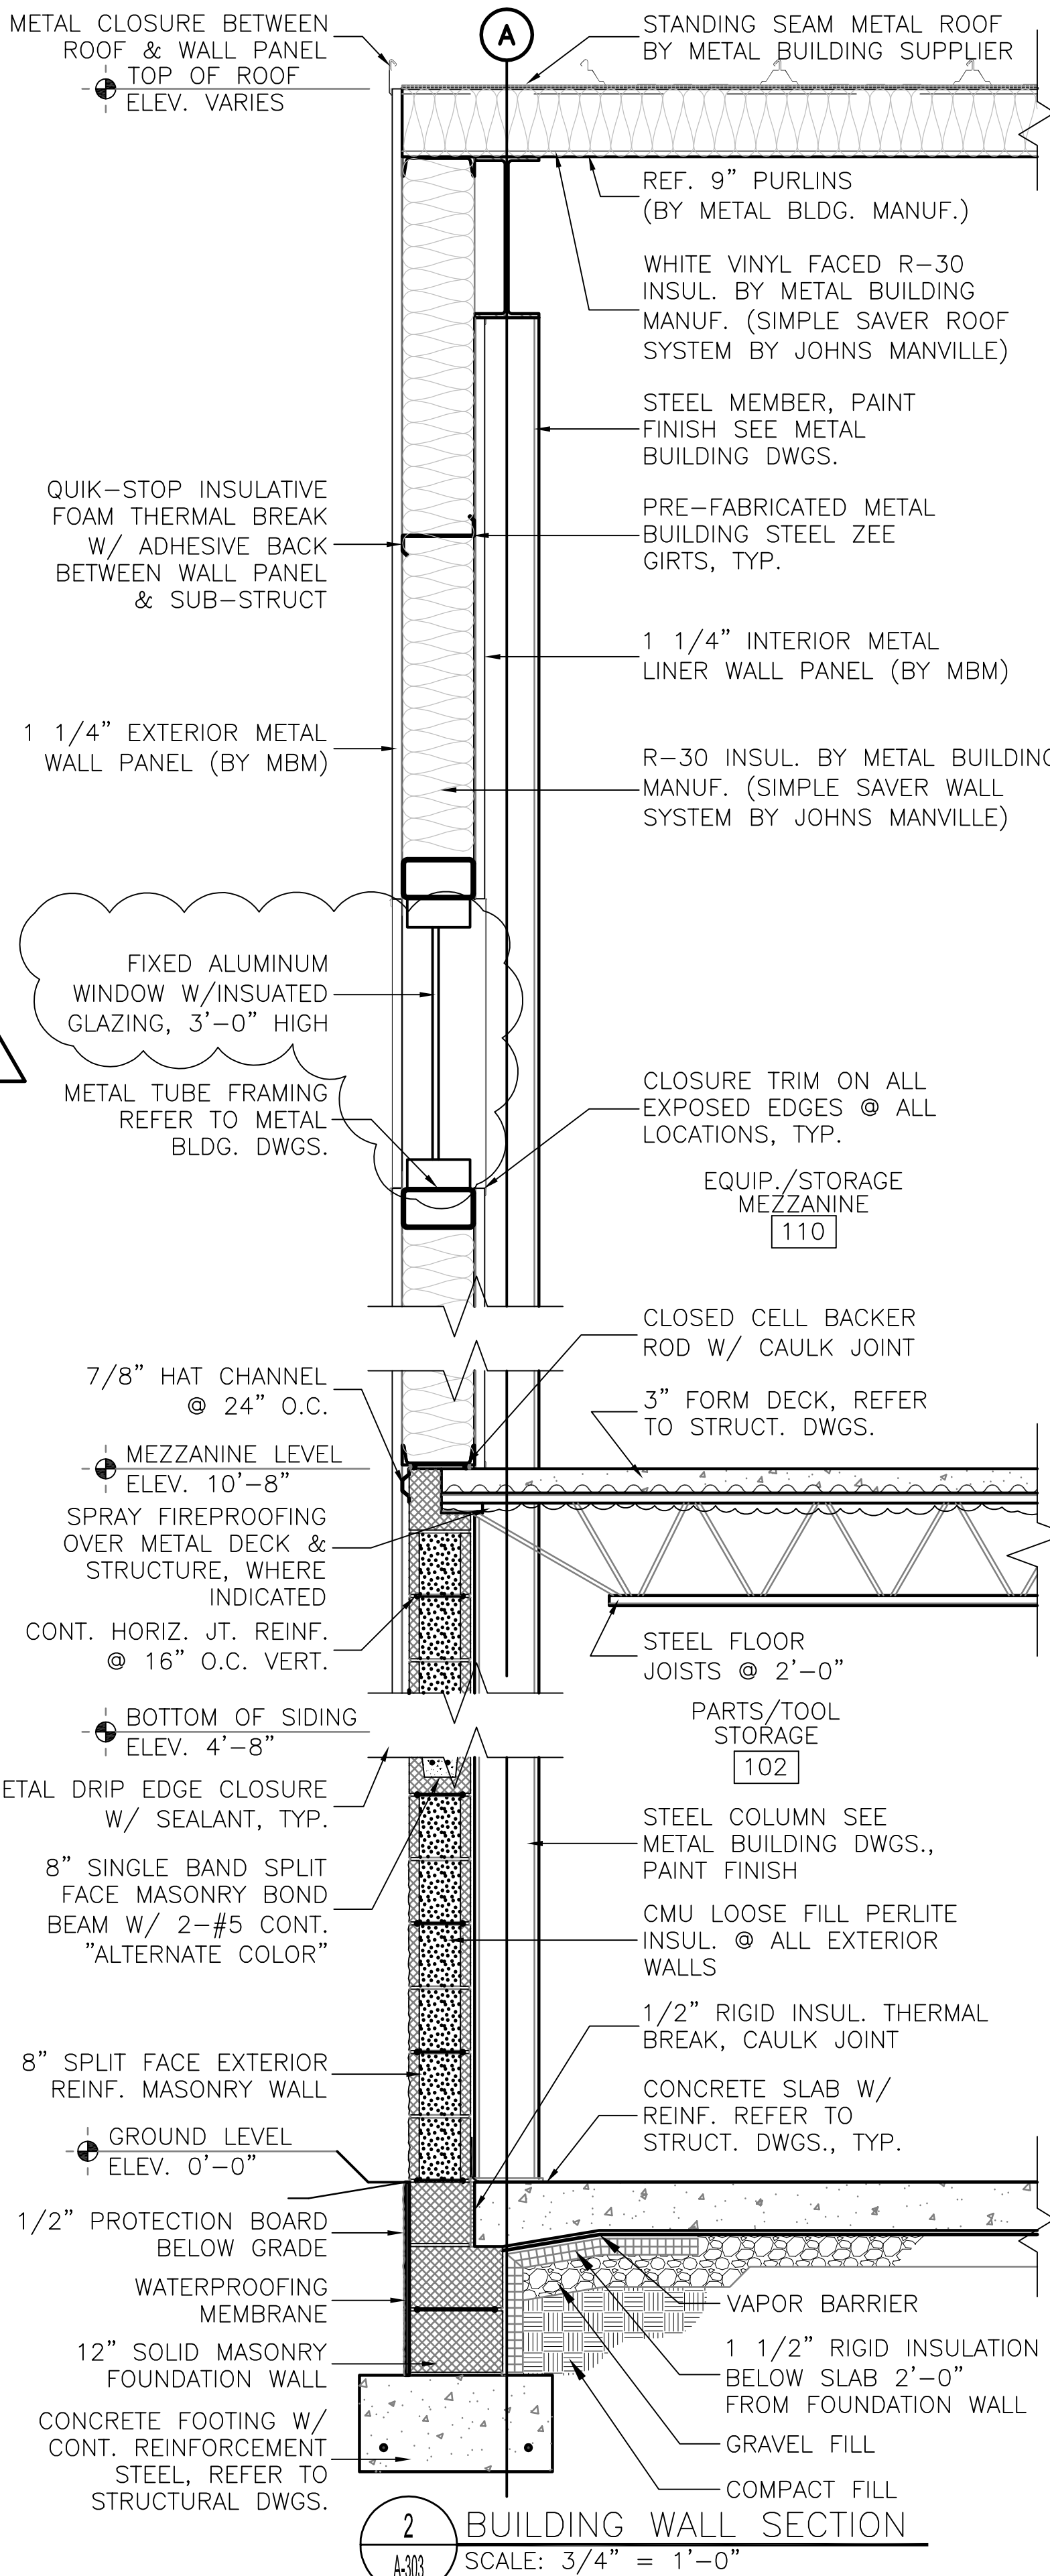 METAL CLOSURE BETWEEN
ROOF & WALL PANEL
TOP OF ROOF
ELEV. VARIES
A
STANDING SEAM METAL ROOF
BY METAL BUILDING SUPPLIER
REF. 9" PURLINS
(BY METAL BLDG. MANUF.)
WHITE VINYL FACED R-30
INSUL. BY METAL BUILDING
MANUF. (SIMPLE SAVER ROOF
SYSTEM BY JOHNS MANVILLE)
STEEL MEMBER, PAINT
FINISH SEE METAL
BUILDING DWGS.
QUIK-STOP INSULATIVE
FOAM THERMAL BREAK
W/ ADHESIVE BACK
BETWEEN WALL PANEL
& SUB-STRUCT
PRE-FABRICATED METAL
BUILDING STEEL ZEE
GIRTS, TYP.
1 1/4" INTERIOR METAL
LINER WALL PANEL (BY MBM)
1 1/4" EXTERIOR METAL
WALL PANEL (BY MBM)
R-30 INSUL. BY METAL BUILDING
MANUF. (SIMPLE SAVER WALL
SYSTEM BY JOHNS MANVILLE)
FIXED ALUMINUM
WINDOW W/INSUATED
GLAZING, 3'-0" HIGH
METAL TUBE FRAMING
REFER TO METAL
BLDG. DWGS.
CLOSURE TRIM ON ALL
EXPOSED EDGES @ ALL
LOCATIONS, TYP.
EQUIP./STORAGE
MEZZANINE
110
CLOSED CELL BACKER
ROD W/ CAULK JOINT
7/8" HAT CHANNEL
@ 24" O.C.
3" FORM DECK, REFER
TO STRUCT. DWGS.
MEZZANINE LEVEL
ELEV. 10'-8"
SPRAY FIREPROOFING
OVER METAL DECK &
STRUCTURE, WHERE
INDICATED
CONT. HORIZ. JT. REINF.
@ 16" O.C. VERT.
STEEL FLOOR
JOISTS @ 2'-0"
BOTTOM OF SIDING
ELEV. 4'-8"
PARTS/TOOL
STORAGE
102
ETAL DRIP EDGE CLOSURE
W/ SEALANT, TYP.
STEEL COLUMN SEE
METAL BUILDING DWGS.,
PAINT FINISH
8" SINGLE BAND SPLIT
FACE MASONRY BOND
BEAM W/ 2-#5 CONT.
"ALTERNATE COLOR"
CMU LOOSE FILL PERLITE
INSUL. @ ALL EXTERIOR
WALLS
1/2" RIGID INSUL. THERMAL
BREAK, CAULK JOINT
8" SPLIT FACE EXTERIOR
REINF. MASONRY WALL
CONCRETE SLAB W/
REINF. REFER TO
STRUCT. DWGS., TYP.
GROUND LEVEL
ELEV. 0'-0"
1/2" PROTECTION BOARD
BELOW GRADE
WATERPROOFING
MEMBRANE
VAPOR BARRIER
12" SOLID MASONRY
FOUNDATION WALL
1 1/2" RIGID INSULATION
BELOW SLAB 2'-0"
FROM FOUNDATION WALL
CONCRETE FOOTING W/
CONT. REINFORCEMENT
STEEL, REFER TO
STRUCTURAL DWGS.
GRAVEL FILL
COMPACT FILL
2
A-303
BUILDING WALL SECTION
SCALE: 3/4" = 1'-0"